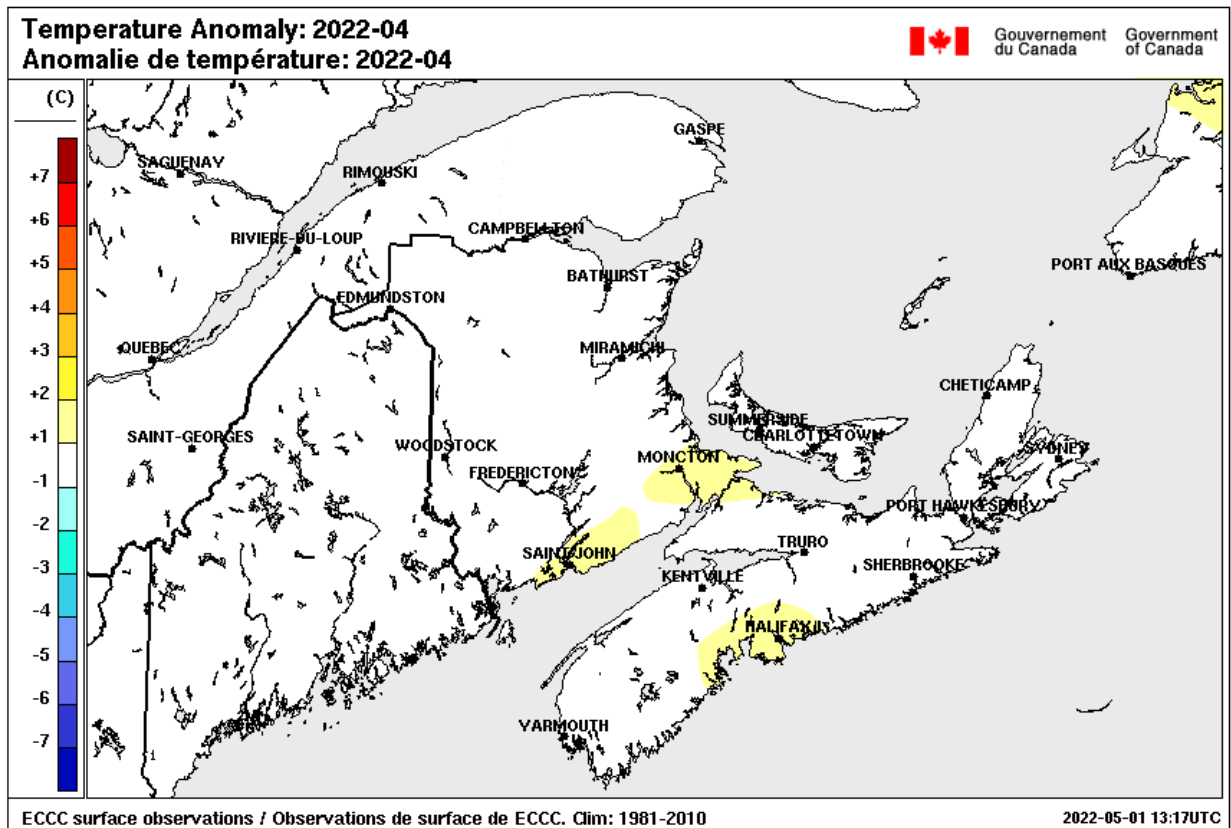 Temperature Anomaly: 2022-04
Anomalie de température: 2022-04
Gouvernement du Canada
Government of Canada
(C)
+7
+6
+5
+4
+3
+2
+1
-1
-2
-3
-4
-5
-6
-7
GASPE
SAGUENAY
RIMOUSKI
CAMPBELLTON
RIVIERE-DU-LOUP
PORT AUX BASQUES
BATHURST
EDMUNDSTON
QUEBEC
MIRAMICHI
CHETICAMP
SUMMERSIDE
SAINT-GEORGES
CHARLOTTETOWN
WOODSTOCK
SYDNEY
MONCTON
FREDERICTON
PORT HAWKESBURY
TRURO
SAINT JOHN
SHERBROOKE
KENTVILLE
HALIFAX
YARMOUTH
ECCC surface observations / Observations de surface de ECCC. Clim: 1981-2010
2022-05-01 13:17UTC